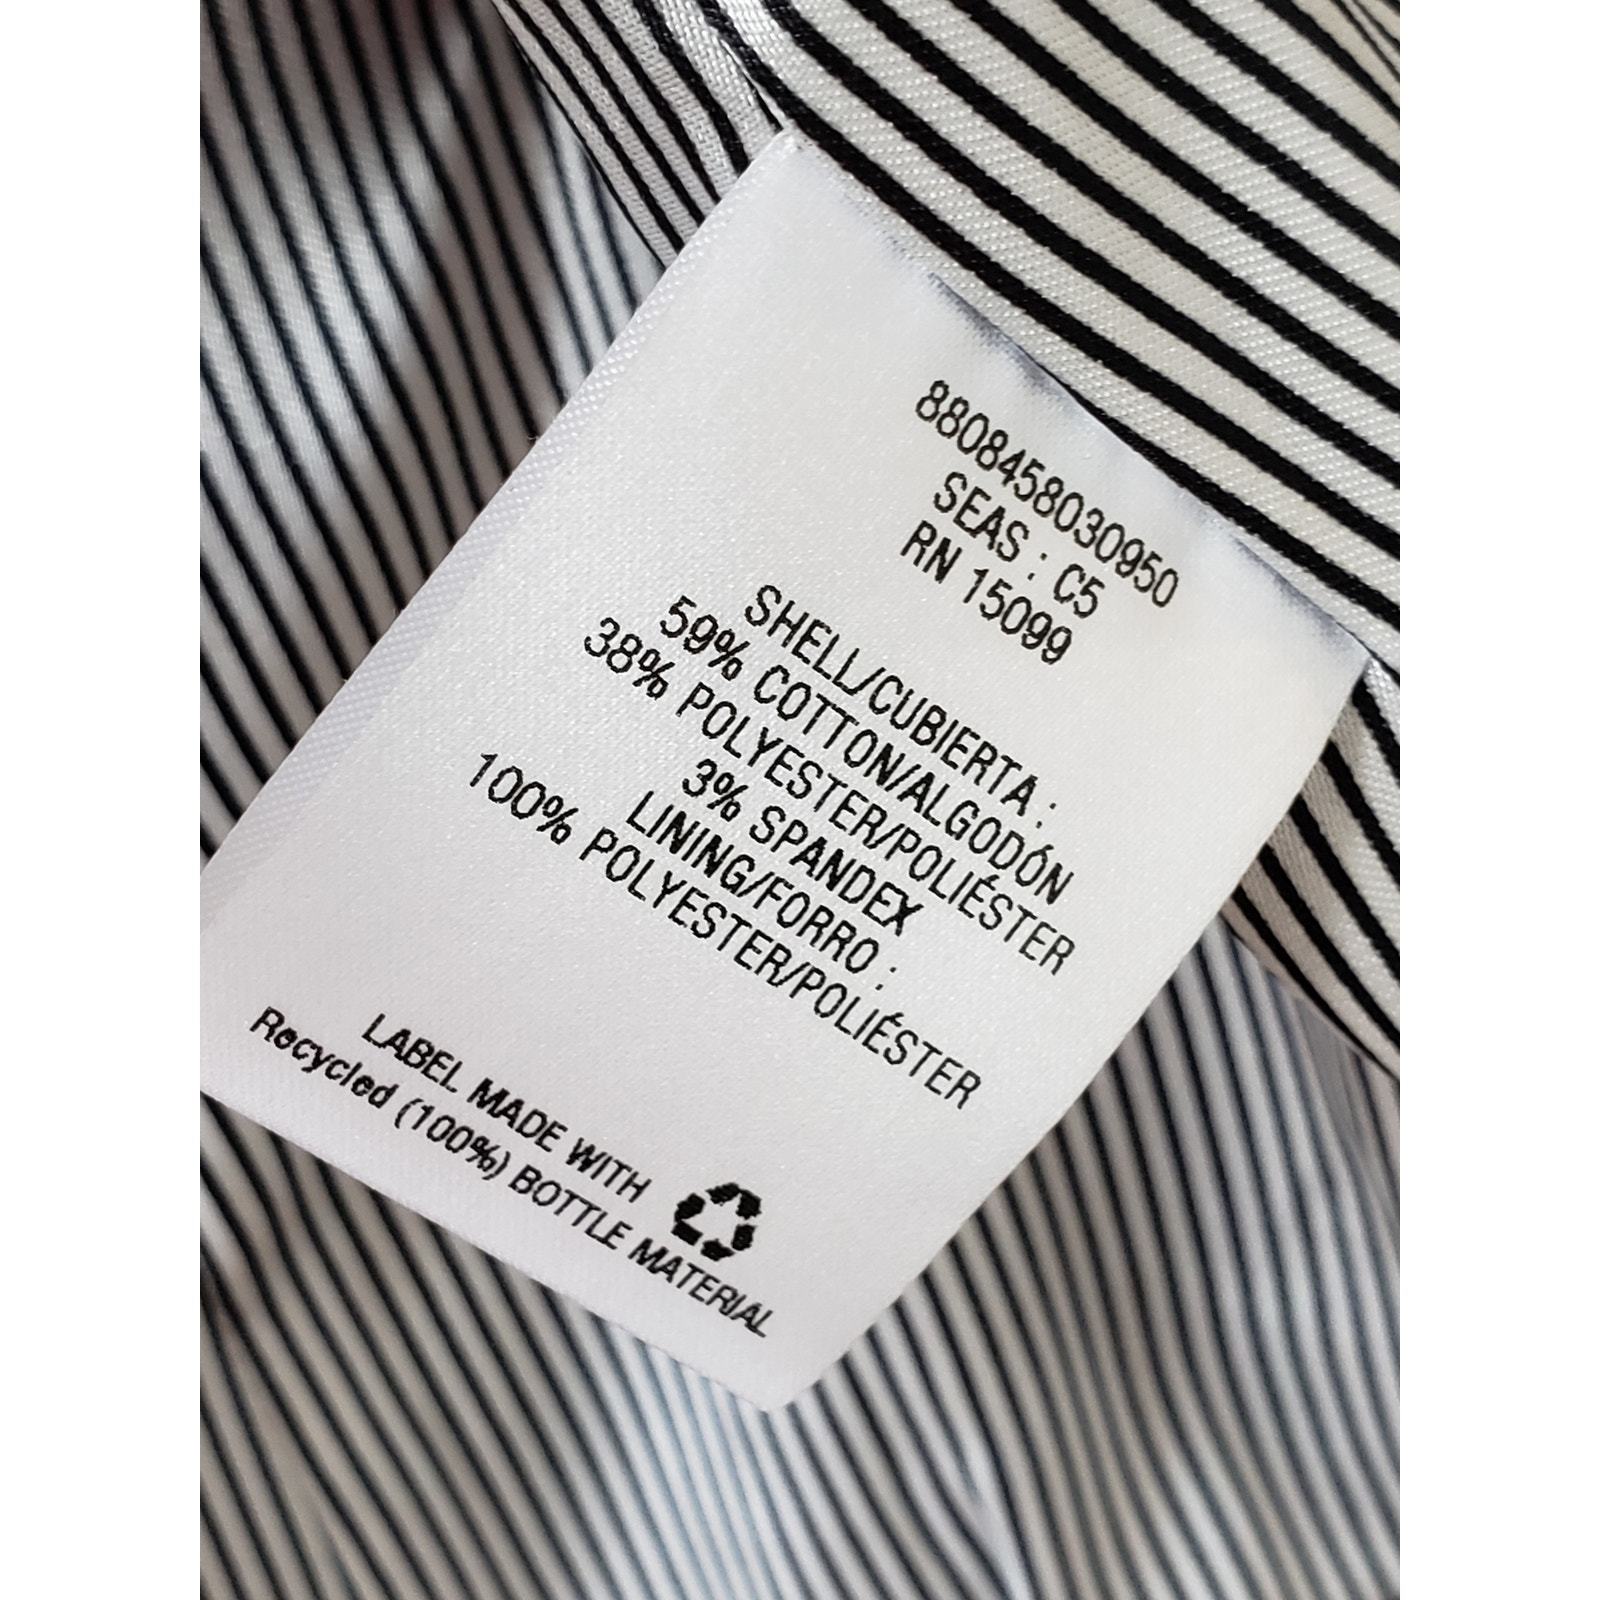 8808458030950
SEAS : C5
RN 15099
SHELL/CUBIERTA :
59% COTTON/ALGODÓN
38% POLYESTER/POLIÉSTER
3% SPANDEX
LINING/FORRO :
100% POLYESTER/POLIÉSTER
LABEL MADE WITH
Recycled (100%) BOTTLE MATERIAL